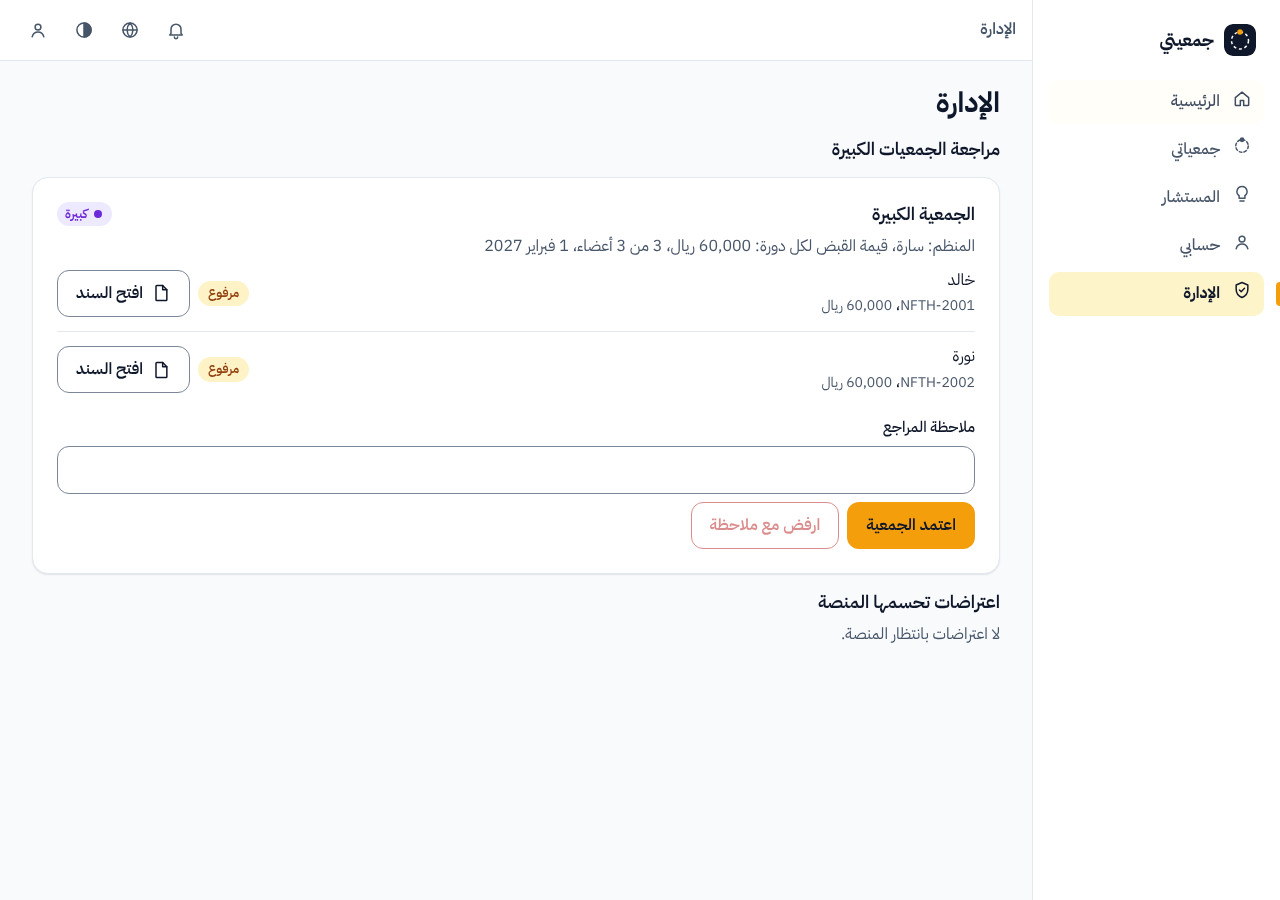 جمعيتي
الرئيسية
جمعياتي
المستشار
حسابي
الإدارة
الإدارة
الإدارة
مراجعة الجمعيات الكبيرة
الجمعية الكبيرة
كبيرة
المنظم: سارة، قيمة القبض لكل دورة: 60,000 ريال، 3 من 3 أعضاء، 1 فبراير 2027
خالد
NFTH-2001، 60,000 ريال
مرفوع
افتح السند
نورة
NFTH-2002، 60,000 ريال
مرفوع
افتح السند
ملاحظة المراجع
اعتمد الجمعية
ارفض مع ملاحظة
اعتراضات تحسمها المنصة
لا اعتراضات بانتظار المنصة.